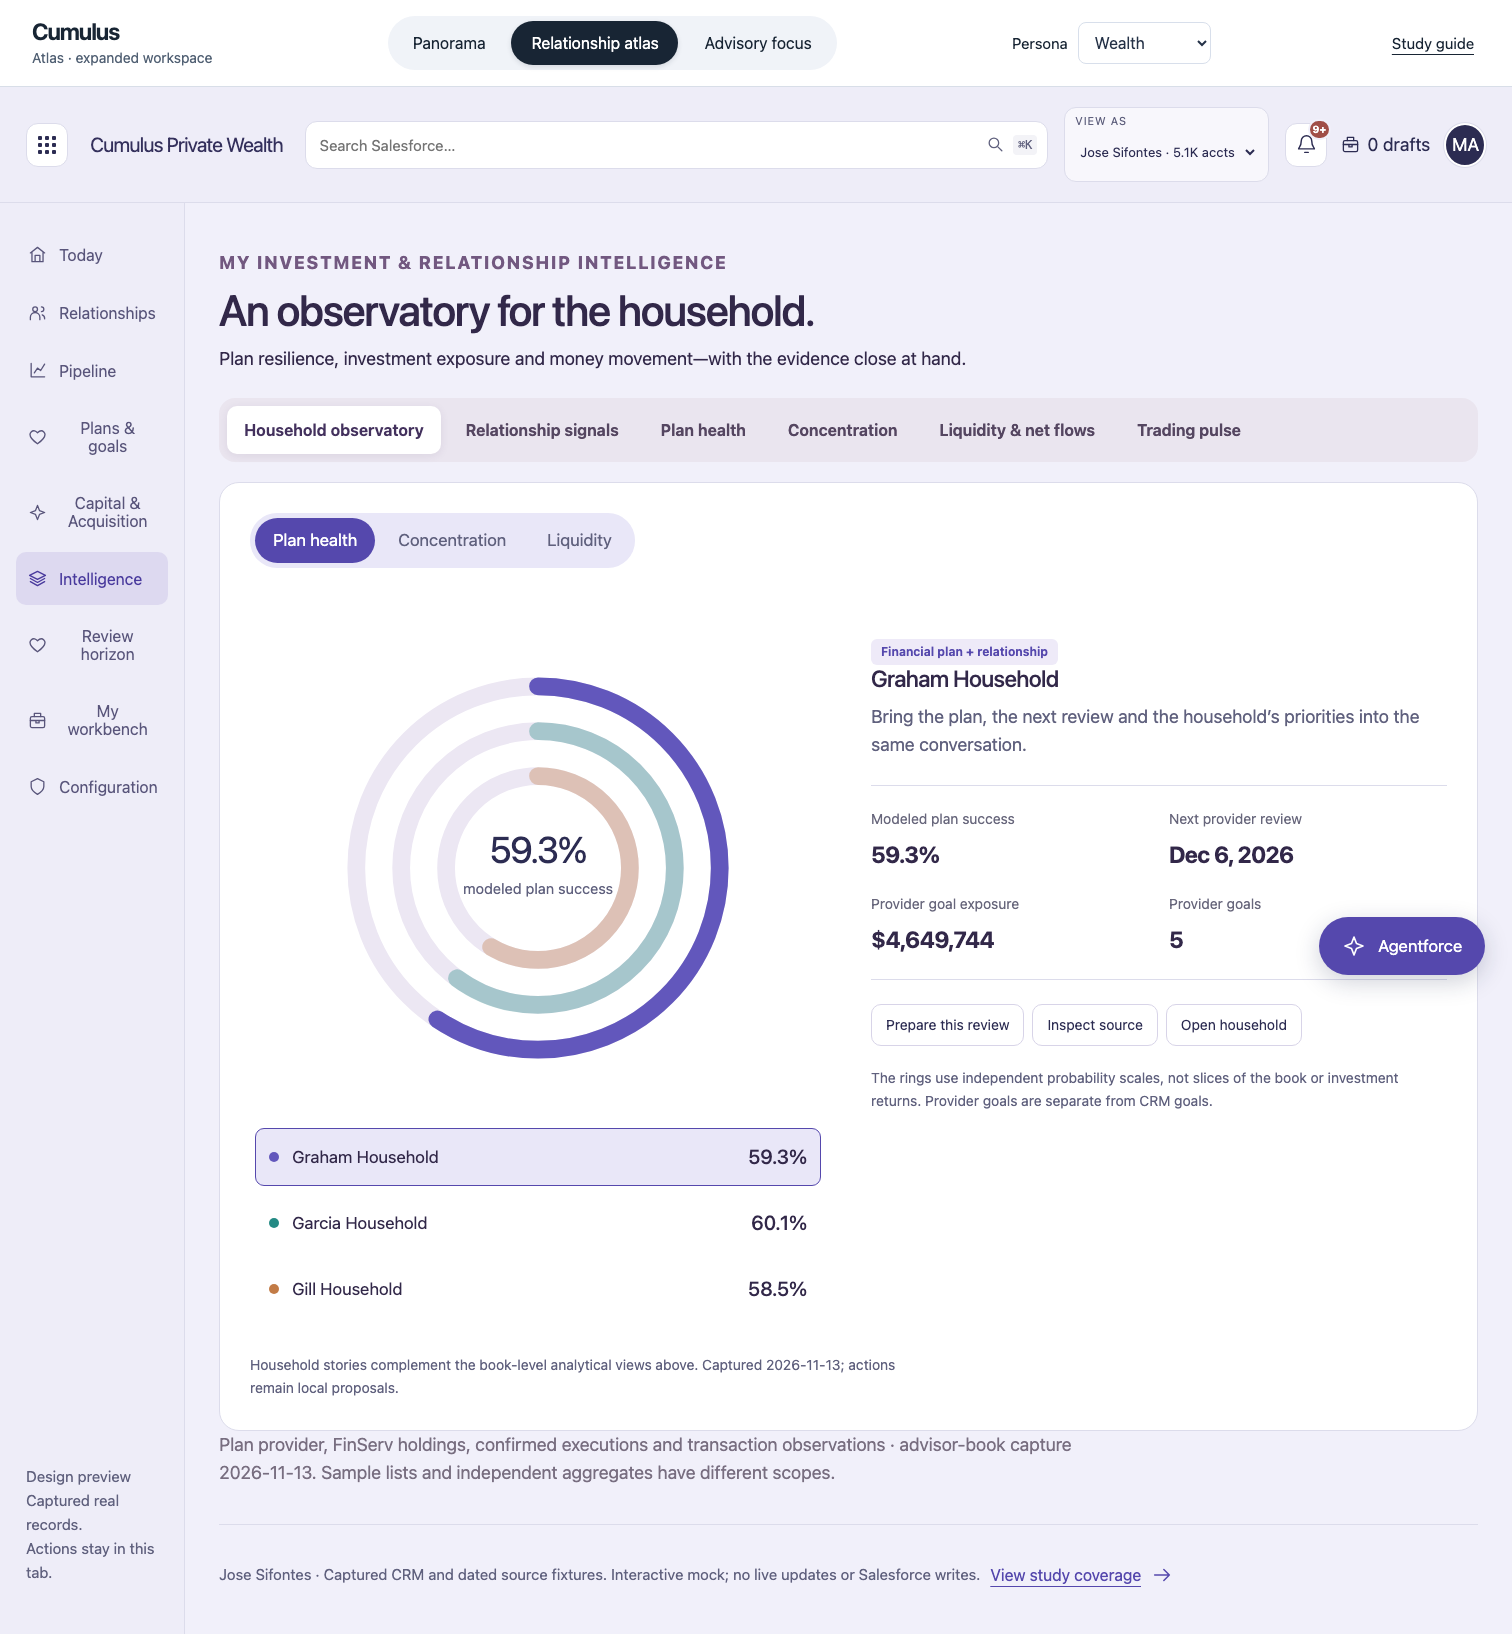 Cumulus
Atlas · expanded workspace
Panorama
Relationship atlas
Advisory focus
Persona
Wealth
Study guide
Cumulus Private Wealth
Search Salesforce...
⌘K
VIEW AS
Jose Sifontes · 5.1K accts
9+
0 drafts
MA
Today
Relationships
Pipeline
Plans &
goals
Capital &
Acquisition
Intelligence
Review
horizon
My
workbench
Configuration
Design preview
Captured real
records.
Actions stay in this
tab.
MY INVESTMENT & RELATIONSHIP INTELLIGENCE
An observatory for the household.
Plan resilience, investment exposure and money movement—with the evidence close at hand.
Household observatory
Relationship signals
Plan health
Concentration
Liquidity & net flows
Trading pulse
Plan health
Concentration
Liquidity
59.3%
modeled plan success
Graham Household
59.3%
Garcia Household
60.1%
Gill Household
58.5%
Financial plan + relationship
Graham Household
Bring the plan, the next review and the household's priorities into the
same conversation.
Modeled plan success
59.3%
Next provider review
Dec 6, 2026
Provider goal exposure
$4,649,744
Provider goals
5
Agentforce
Prepare this review
Inspect source
Open household
The rings use independent probability scales, not slices of the book or investment
returns. Provider goals are separate from CRM goals.
Household stories complement the book-level analytical views above. Captured 2026-11-13; actions
remain local proposals.
Plan provider, FinServ holdings, confirmed executions and transaction observations · advisor-book capture
2026-11-13. Sample lists and independent aggregates have different scopes.
Jose Sifontes · Captured CRM and dated source fixtures. Interactive mock; no live updates or Salesforce writes.
View study coverage →